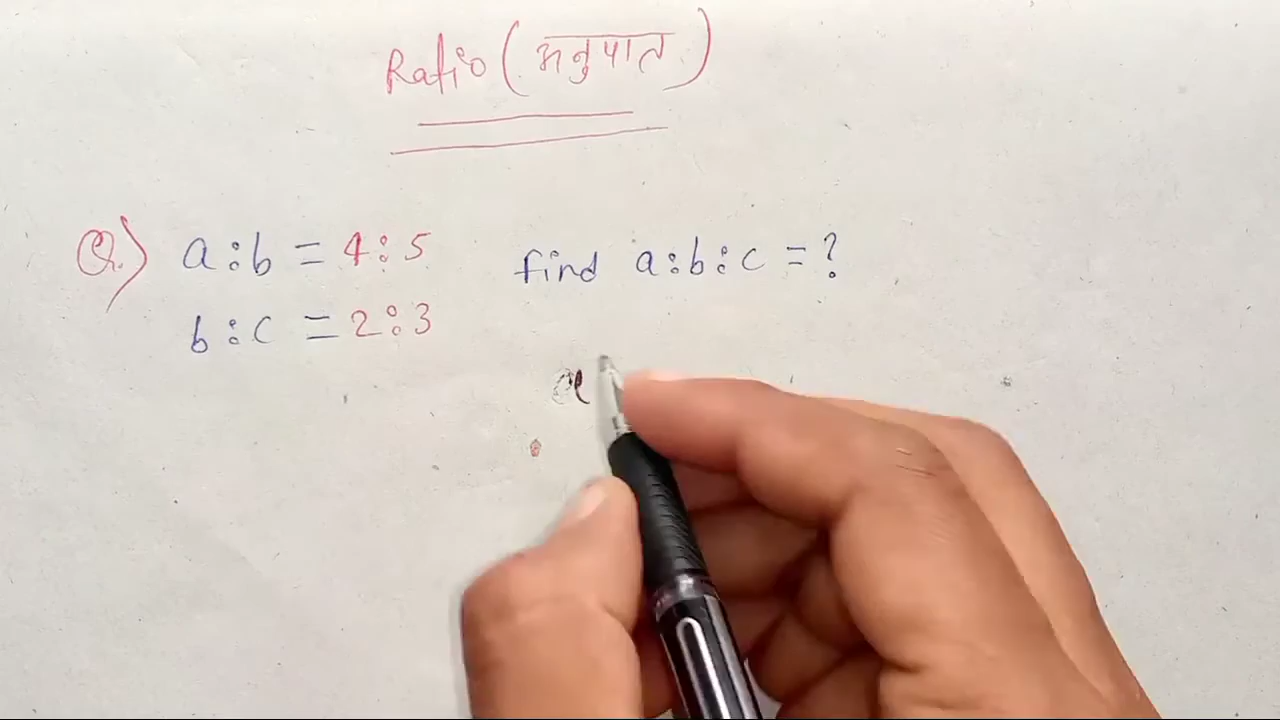 Ratio (अनुपात)
Q.) a:b = 4:5 find a:b:c = ?
b:c = 2:3
a